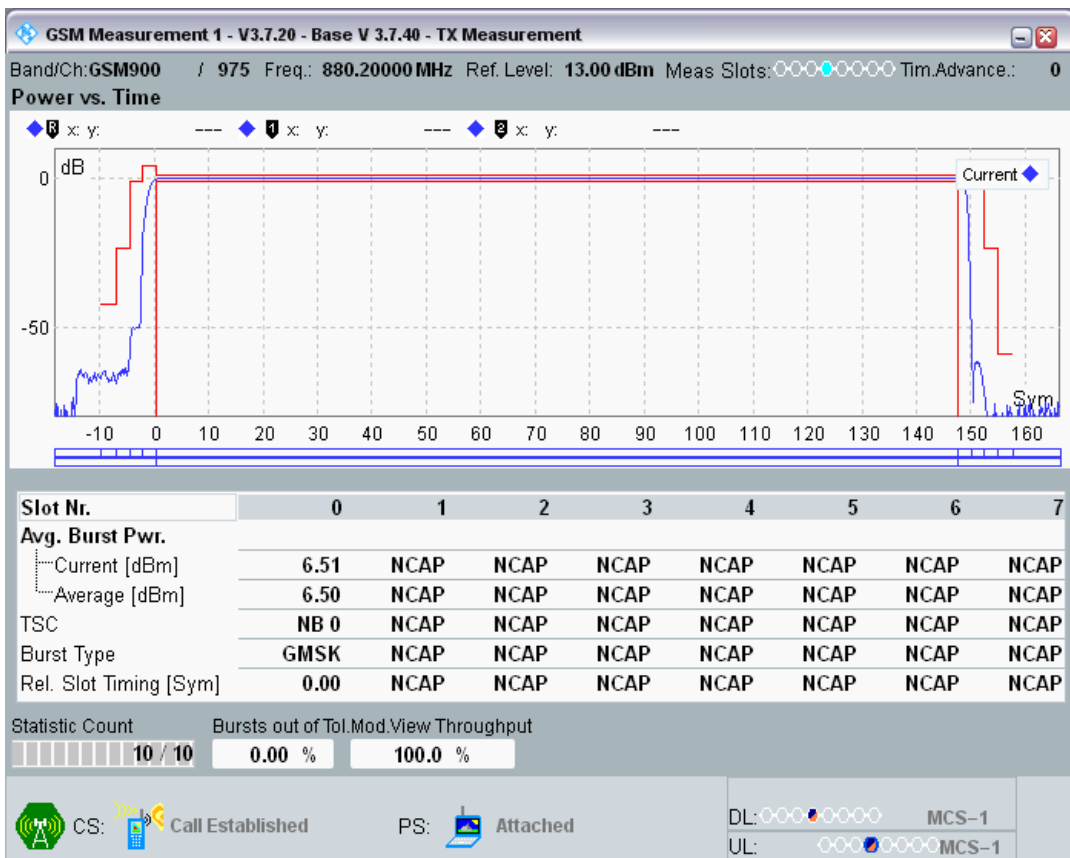 GSM Measurement 1 - V3.7.20 - Base V 3.7.40 - TX Measurement
Band/Ch:GSM900 / 975 Freq.: 880.20000 MHz Ref. Level: 13.00 dBm Meas Slots: Tim.Advance.: 0
Power vs. Time
R x: y: --- 1 x: y: --- 2 x: y: ---
dB
Current
0
-50
Sym
-10 0 10 20 30 40 50 60 70 80 90 100 110 120 130 140 150 160
Slot Nr. 0 1 2 3 4 5 6 7
Avg. Burst Pwr.
Current [dBm] 6.51 NCAP NCAP NCAP NCAP NCAP NCAP NCAP
Average [dBm] 6.50 NCAP NCAP NCAP NCAP NCAP NCAP NCAP
TSC NB 0 NCAP NCAP NCAP NCAP NCAP NCAP NCAP
Burst Type GMSK NCAP NCAP NCAP NCAP NCAP NCAP NCAP
Rel. Slot Timing [Sym] 0.00 NCAP NCAP NCAP NCAP NCAP NCAP NCAP
Statistic Count Bursts out of Tol.Mod.View Throughput
10 / 10 0.00 % 100.0 %
CS: Call Established PS: Attached
DL: MCS-1
UL: MCS-1